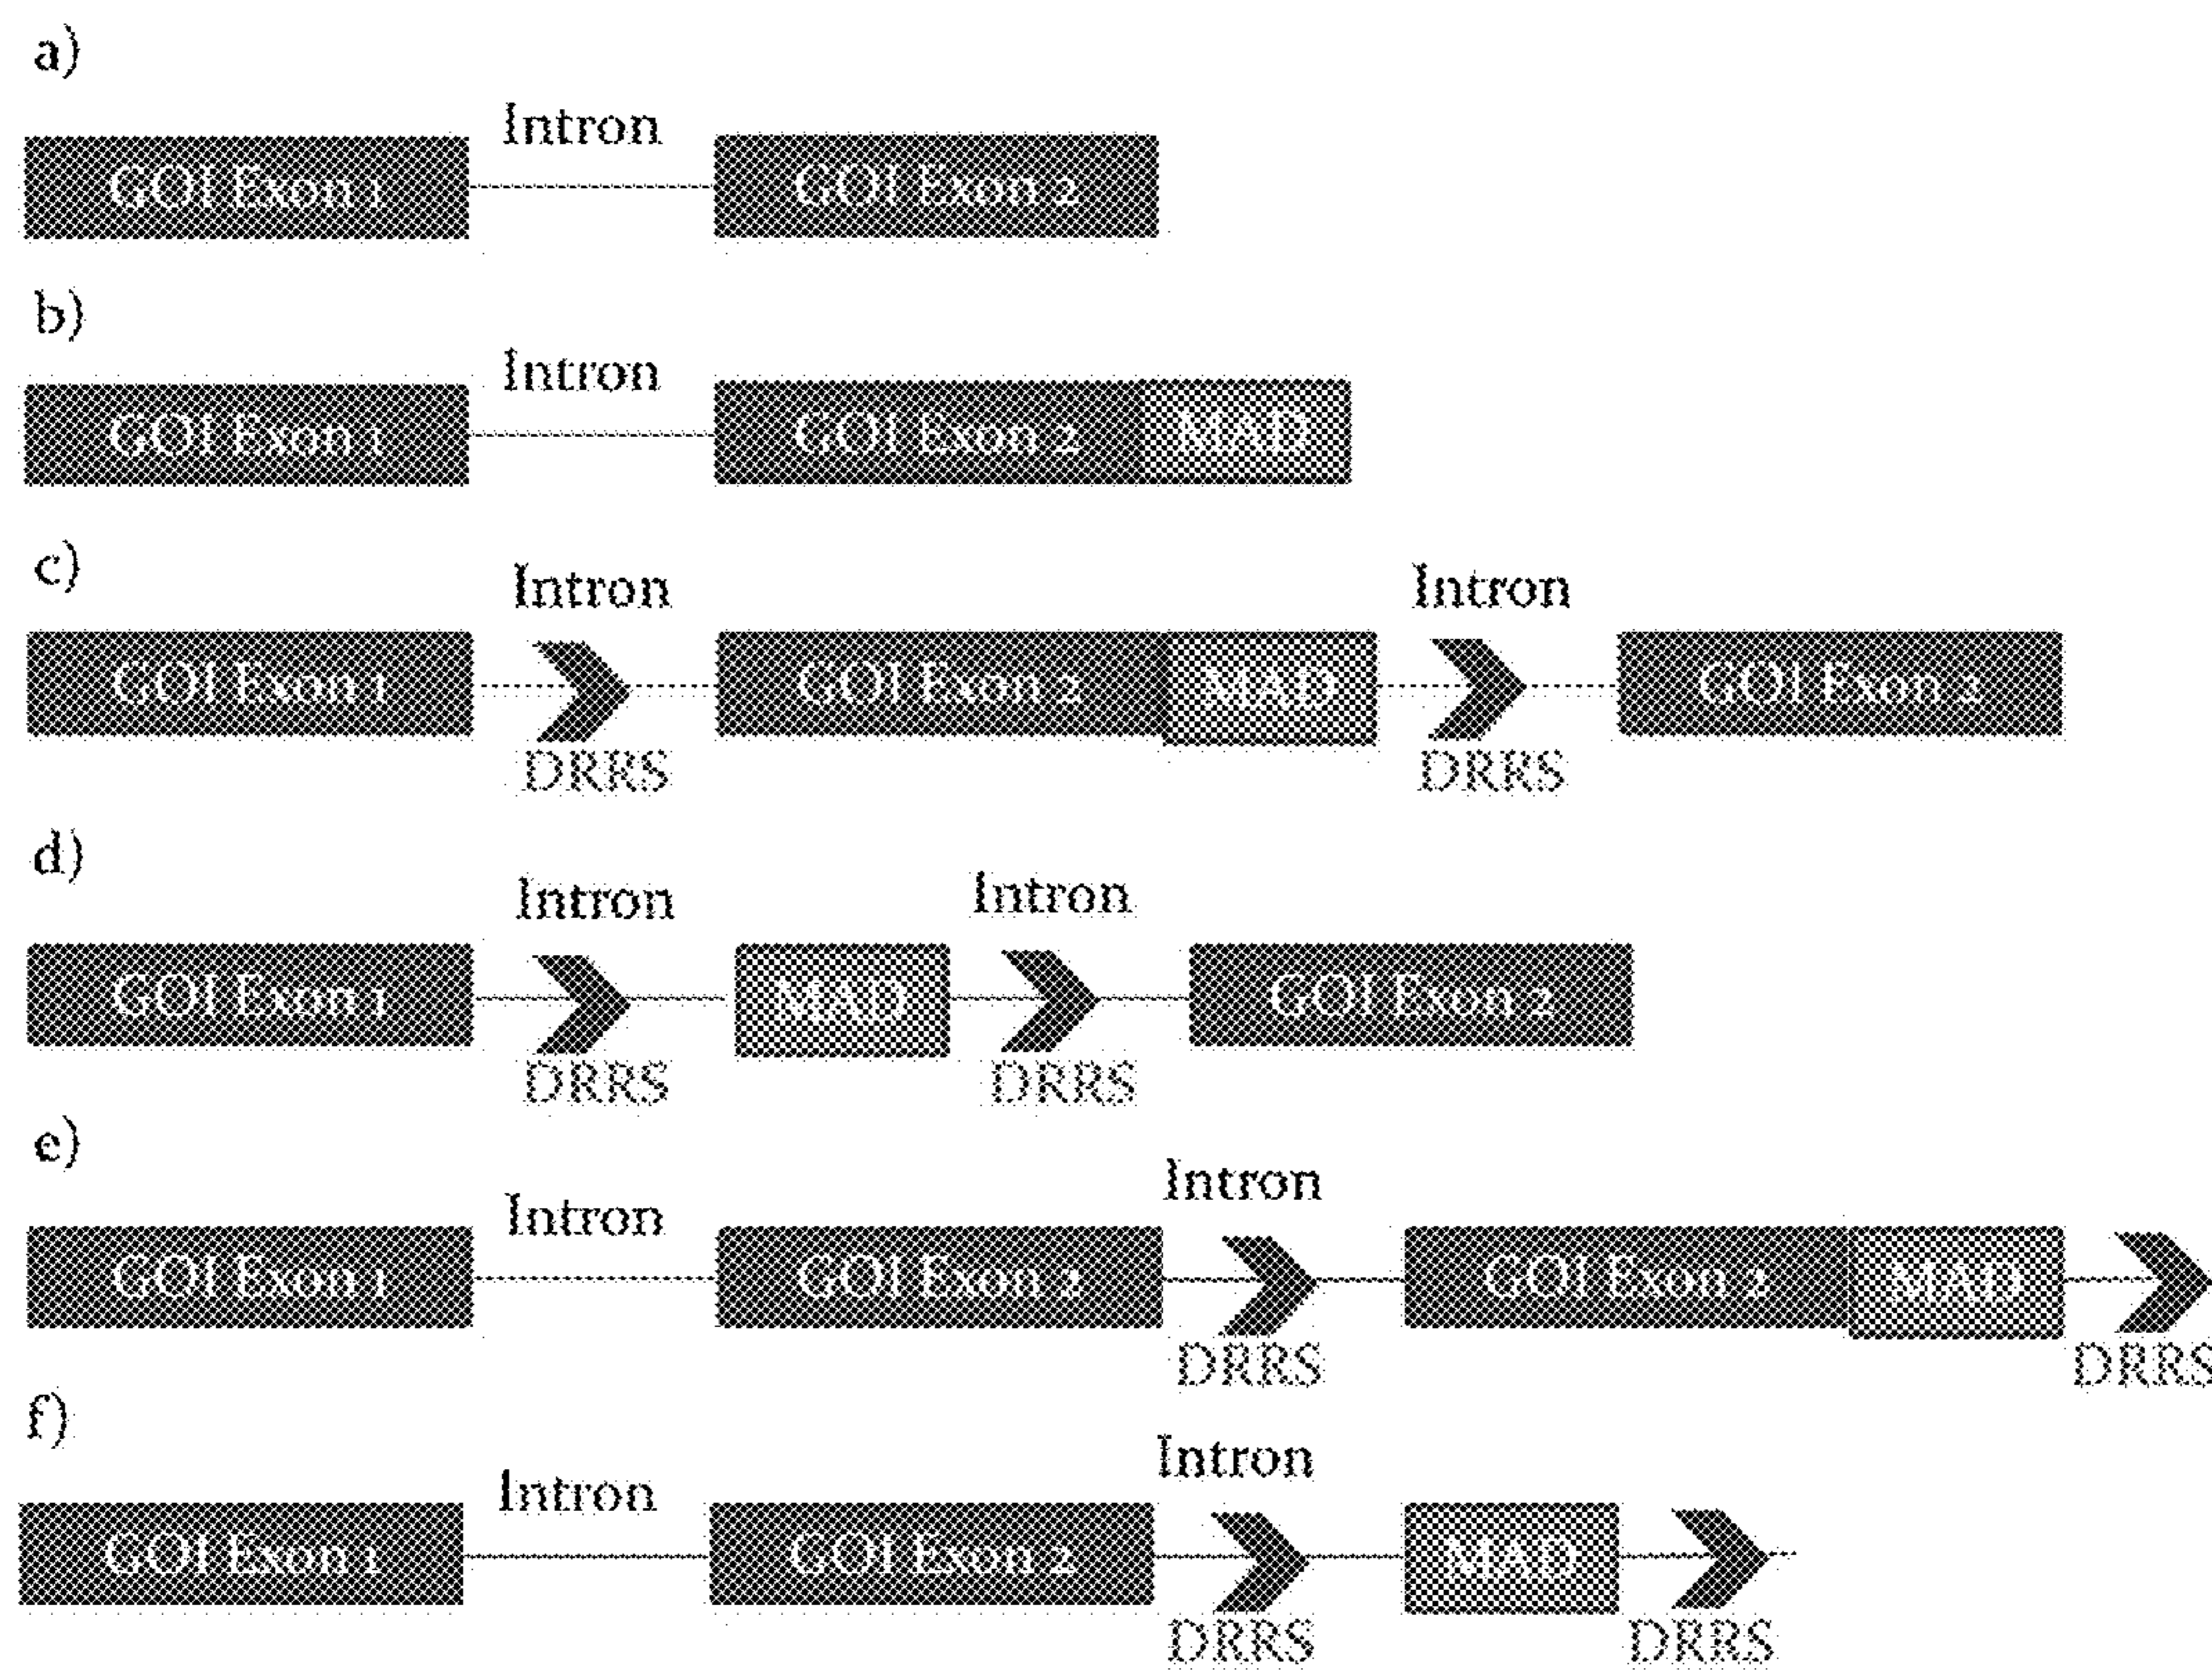 a)
Intron
GOI Exon 1 GOI Exon 2
b)
Intron
GOI Exon 1 GOI Exon 2 MAD
c)
Intron Intron
GOI Exon 1 GOI Exon 2 MAD GOI Exon 2
DRRS DRRS
d)
Intron Intron
GOI Exon 1 MAD GOI Exon 2
DRRS DRRS
e)
Intron Intron
GOI Exon 1 GOI Exon 2 GOI Exon 2 MAD
DRRS DRRS
f)
Intron Intron
GOI Exon 1 GOI Exon 2 MAD
DRRS DRRS